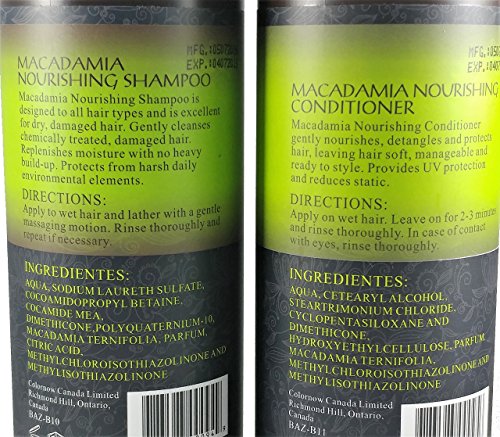 MFG.:0507201
EXP.:0407201
MACADAMIA
NOURISHING SHAMPOO
Macadamia Nourishing Shampoo is
designed to all hair types and is excellent
for dry, damaged hair. Gently cleanses
chemically treated, damaged hair.
Replenishes moisture with no heavy
build-up. Protects from harsh daily
environmental elements.
DIRECTIONS:
Apply to wet hair and lather with a gentle
massaging motion. Rinse thoroughly and
repeat if necessary.
INGREDIENTES:
AQUA, SODIUM LAURETH SULFATE,
COCOAMIDOPROPYL BETAINE,
COCAMIDE MEA,
DIMETHICONE,POLYQUATERNIUM-10,
MACADAMIA TERNIFOLIA, PARFUM,
CITRIC ACID,
METHYLCHLOROISOTHIAZOLINONE AND
METHYLISOTHIAZOLINONE
Colornow Canada Limited
Richmond Hill, Ontario,
Canada
BAZ-B10
MFG.:050
EXP.:040
MACADAMIA NOURISHING
CONDITIONER
Macadamia Nourishing Conditioner
gently nourishes, detangles and protects
hair, leaving hair soft, manageable and
ready to style. Provides UV protection
and reduces static.
DIRECTIONS:
Apply on wet hair. Leave on for 2-3 minutes
and rinse thoroughly. In case of contact
with eyes, rinse thoroughly.
INGREDIENTES:
AQUA, CETEARYL ALCOHOL,
STEARTRIMONIUM CHLORIDE,
CYCLOPENTASILOXANE AND
DIMETHICONE,
HYDROXYETHYLCELLULOSE, PARFUM,
MACADAMIA TERNIFOLIA,
METHYLCHLOROISOTHIAZOLINONE AND
METHYLISOTHIAZOLINONE
Colornow Canada Limited
Richmond Hill, Ontario,
Canada
BAZ-B11